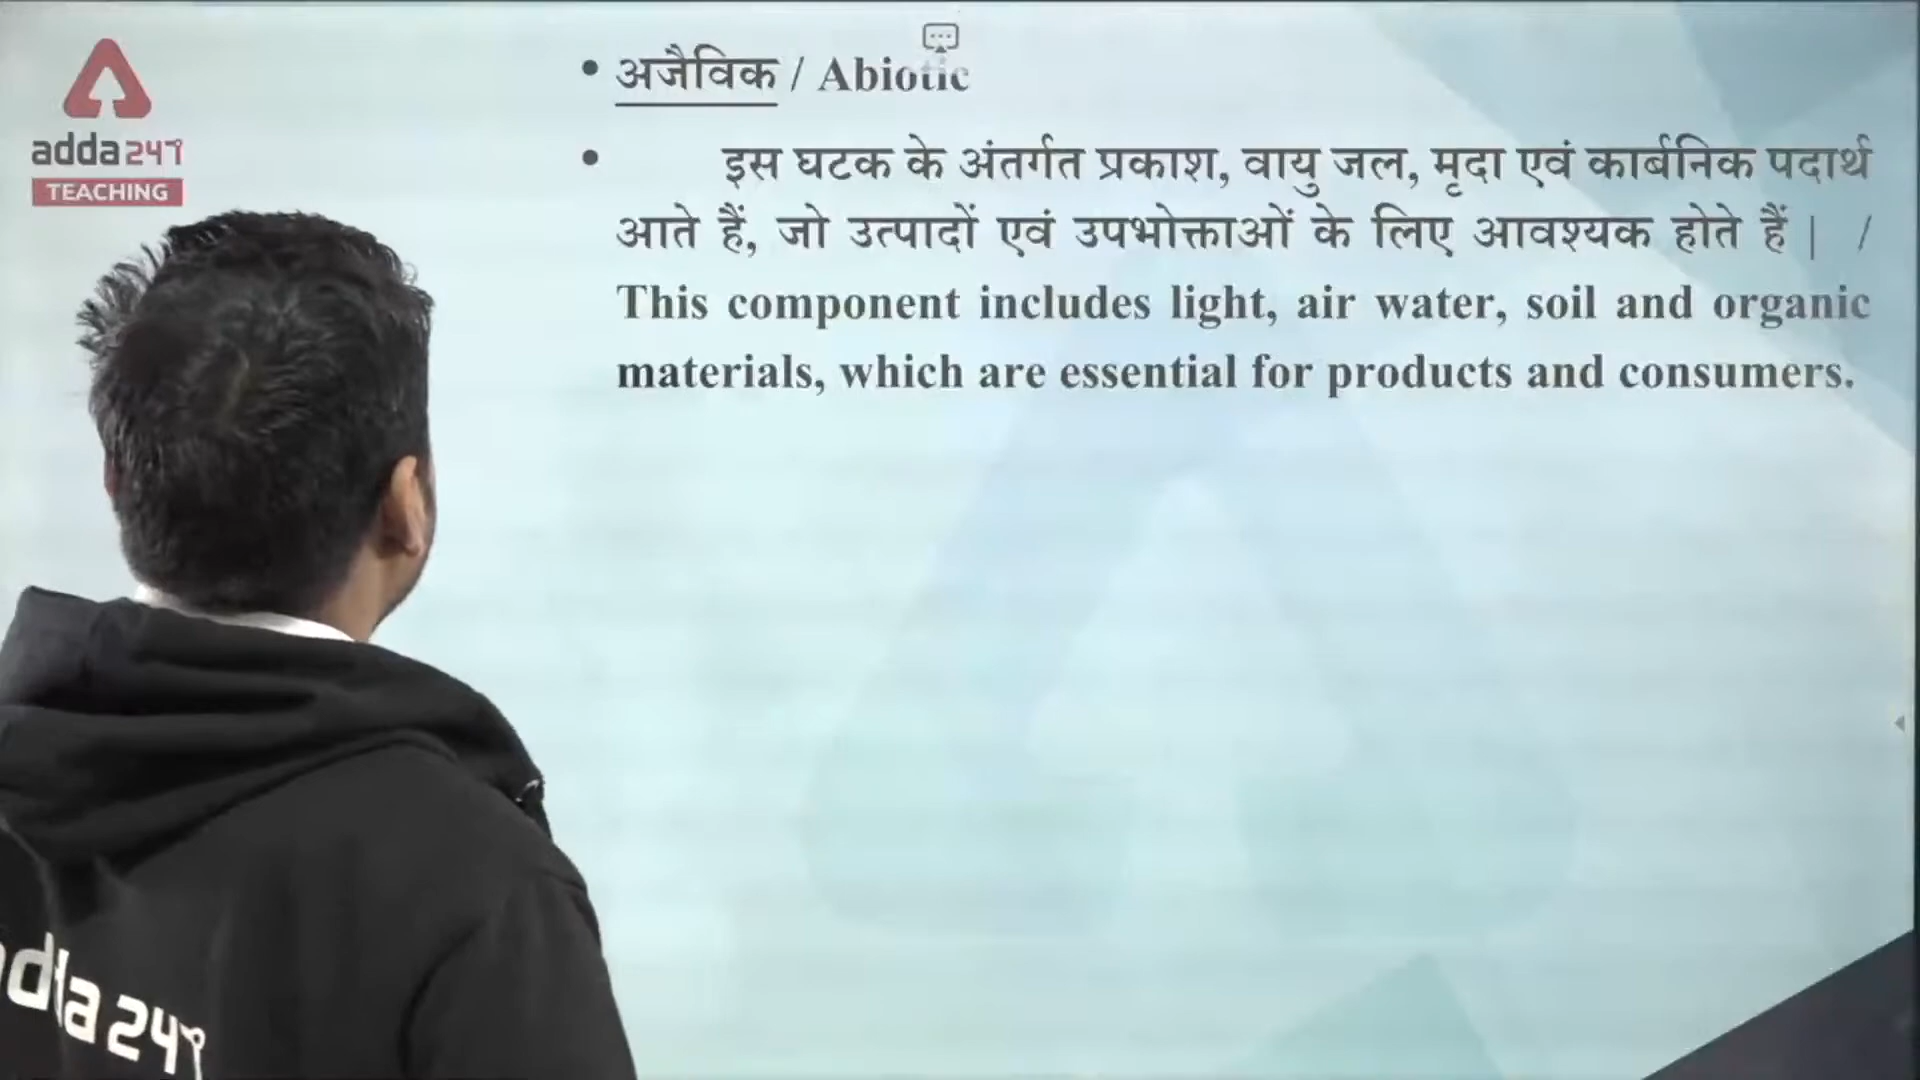 adda247
TEACHING
• अजैविक / Abiotic
• इस घटक के अंतर्गत प्रकाश, वायु जल, मृदा एवं कार्बनिक पदार्थ
आते हैं, जो उत्पादों एवं उपभोक्ताओं के लिए आवश्यक होते हैं | /
This component includes light, air water, soil and organic
materials, which are essential for products and consumers.
adda247